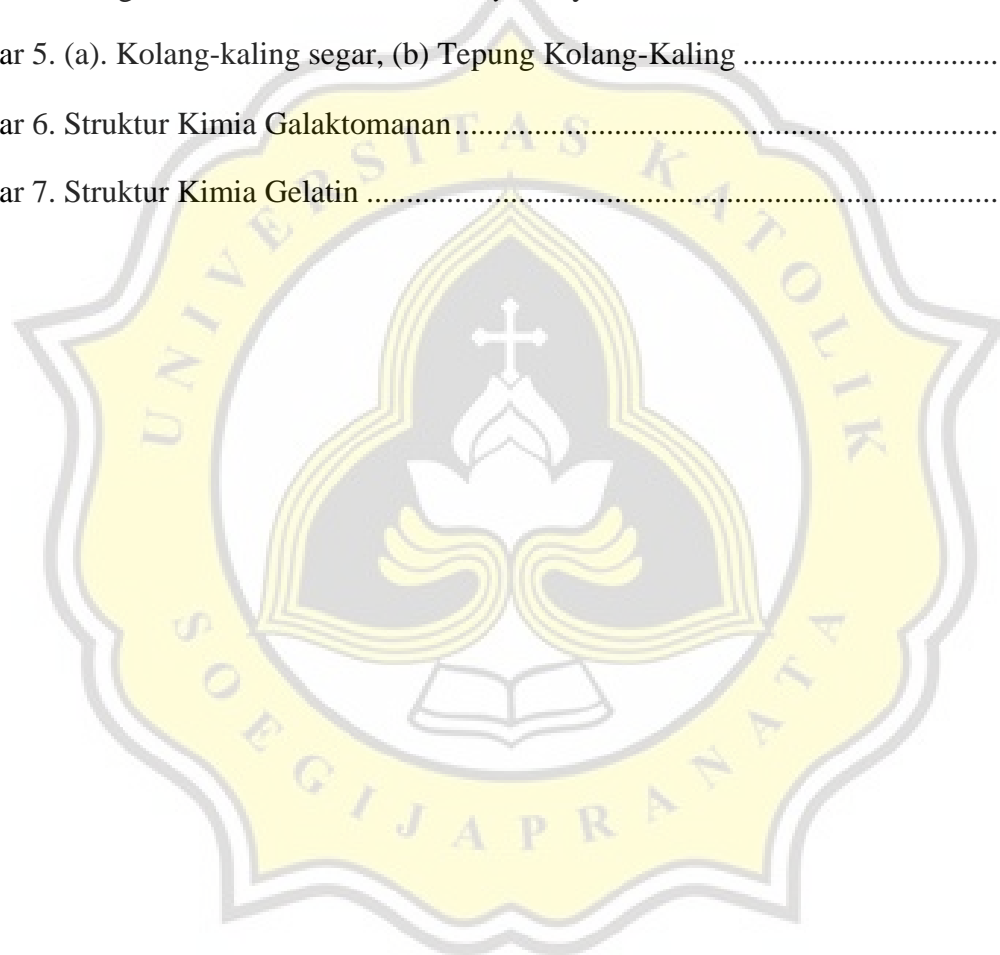 ar 5. (a). Kolang-kaling segar, (b) Tepung Kolang-Kaling ................................
ar 6. Struktur Kimia Galaktomanan....................................................................
ar 7. Struktur Kimia Gelatin ................................................................................
UNIVERSITAS KATOLIK
SOEGIJAPRANATA